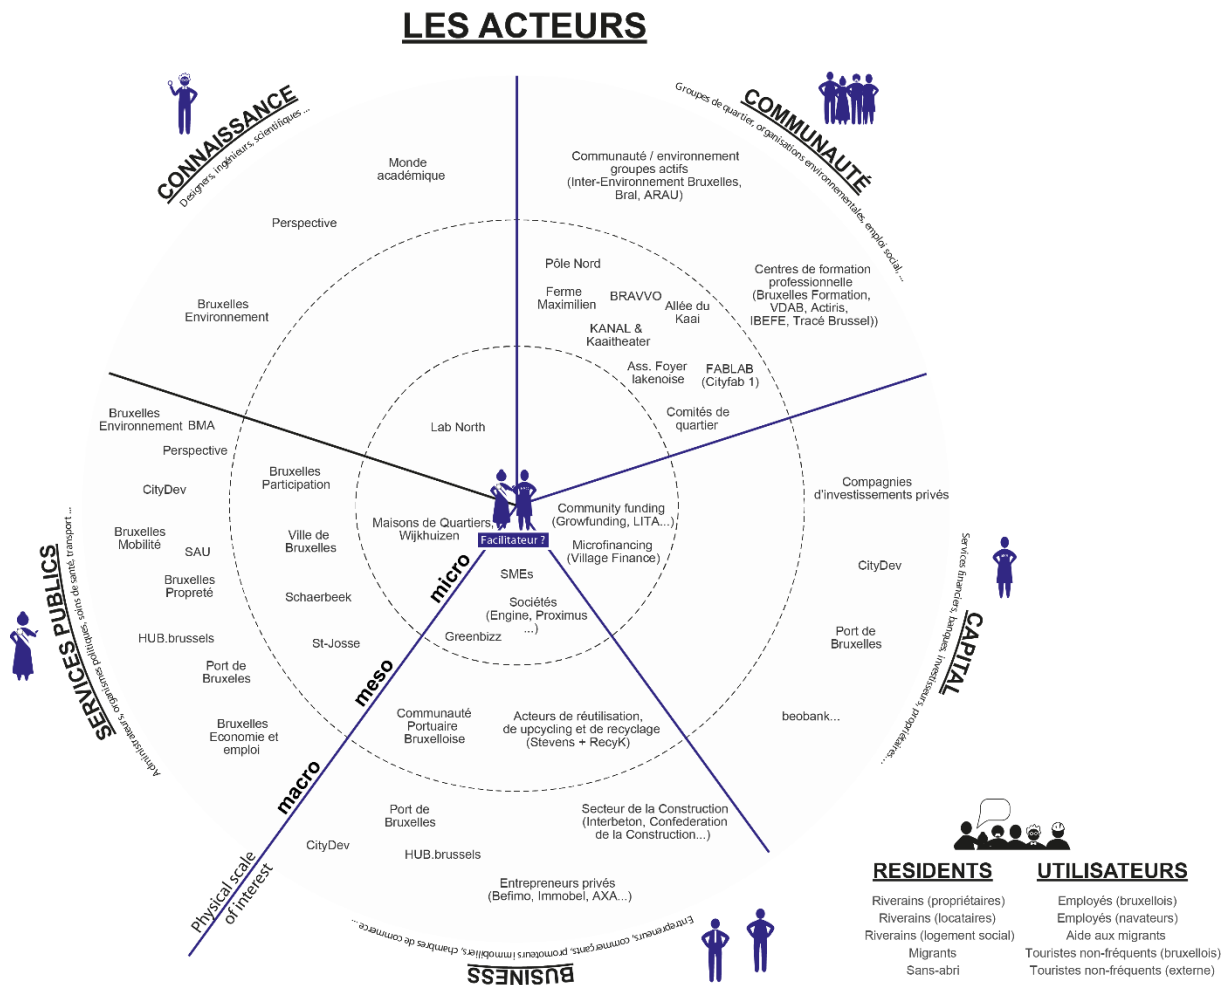 LES ACTEURS
CONNAISSANCE
Designers, ingénieurs, scientifiques ...
Monde
académique
Perspective
Bruxelles
Environnement
Lab North
COMMUNAUTÉ
Groupes de quartier, organisations environnementales, emploi social, ...
Communauté / environnement
groupes actifs
(Inter-Environment Bruxelles,
Bral, ARAU)
Pôle Nord
Ferme
Maximilien
BRAVVO
Allée du
Kaai
KANAL &
Kaaitheater
Centres de formation
professionnelle
(Bruxelles Formation,
VDAB, Actiris,
IBEFE, Tracé Brussel))
Ass. Foyer
lakenoise
FABLAB
(Cityfab 1)
Comités de
quartier
SERVICES PUBLICS
Administrateurs, organismes politiques, soins de santé, transport...
Bruxelles
Environnement BMA
Perspective
CityDev
Bruxelles
Mobilité
SAU
Bruxelles
Propreté
HUB.brussels
Port de
Bruxeles
Bruxelles
Economie et
emploi
Bruxelles
Participation
Ville de
Bruxelles
Schaerbeek
St-Josse
Maisons de Quartiers,
Wijkhuizen
Facilitateur ?
CAPITAL
Services financiers, banques, investisseurs, propriétaires...
Community funding
(Growfunding, LITA...)
Microfinancing
(Village Finance)
Compagnies
d'investissements privés
CityDev
Port de
Bruxelles
beobank...
SMEs
Sociétés
(Engine, Proximus
...)
Greenbizz
Communauté
Portuaire
Bruxelloise
Acteurs de réutilisation,
de upcycling et de recyclage
(Stevens + RecyK)
Port de
Bruxelles
CityDev
HUB.brussels
Secteur de la Construction
(Interbeton, Confederation
de la Construction...)
Entrepreneurs privés
(Befimo, Immobel, AXA...)
Entrepreneurs, commerçants, promoteurs immobiliers, chambres de commerce...
BUSINESS
micro
meso
macro
Physical scale
of interest
RESIDENTS
Riverains (propriétaires)
Riverains (locataires)
Riverains (logement social)
Migrants
Sans-abri
UTILISATEURS
Employés (bruxellois)
Employés (navateurs)
Aide aux migrants
Touristes non-fréquents (bruxellois)
Touristes non-fréquents (externe)